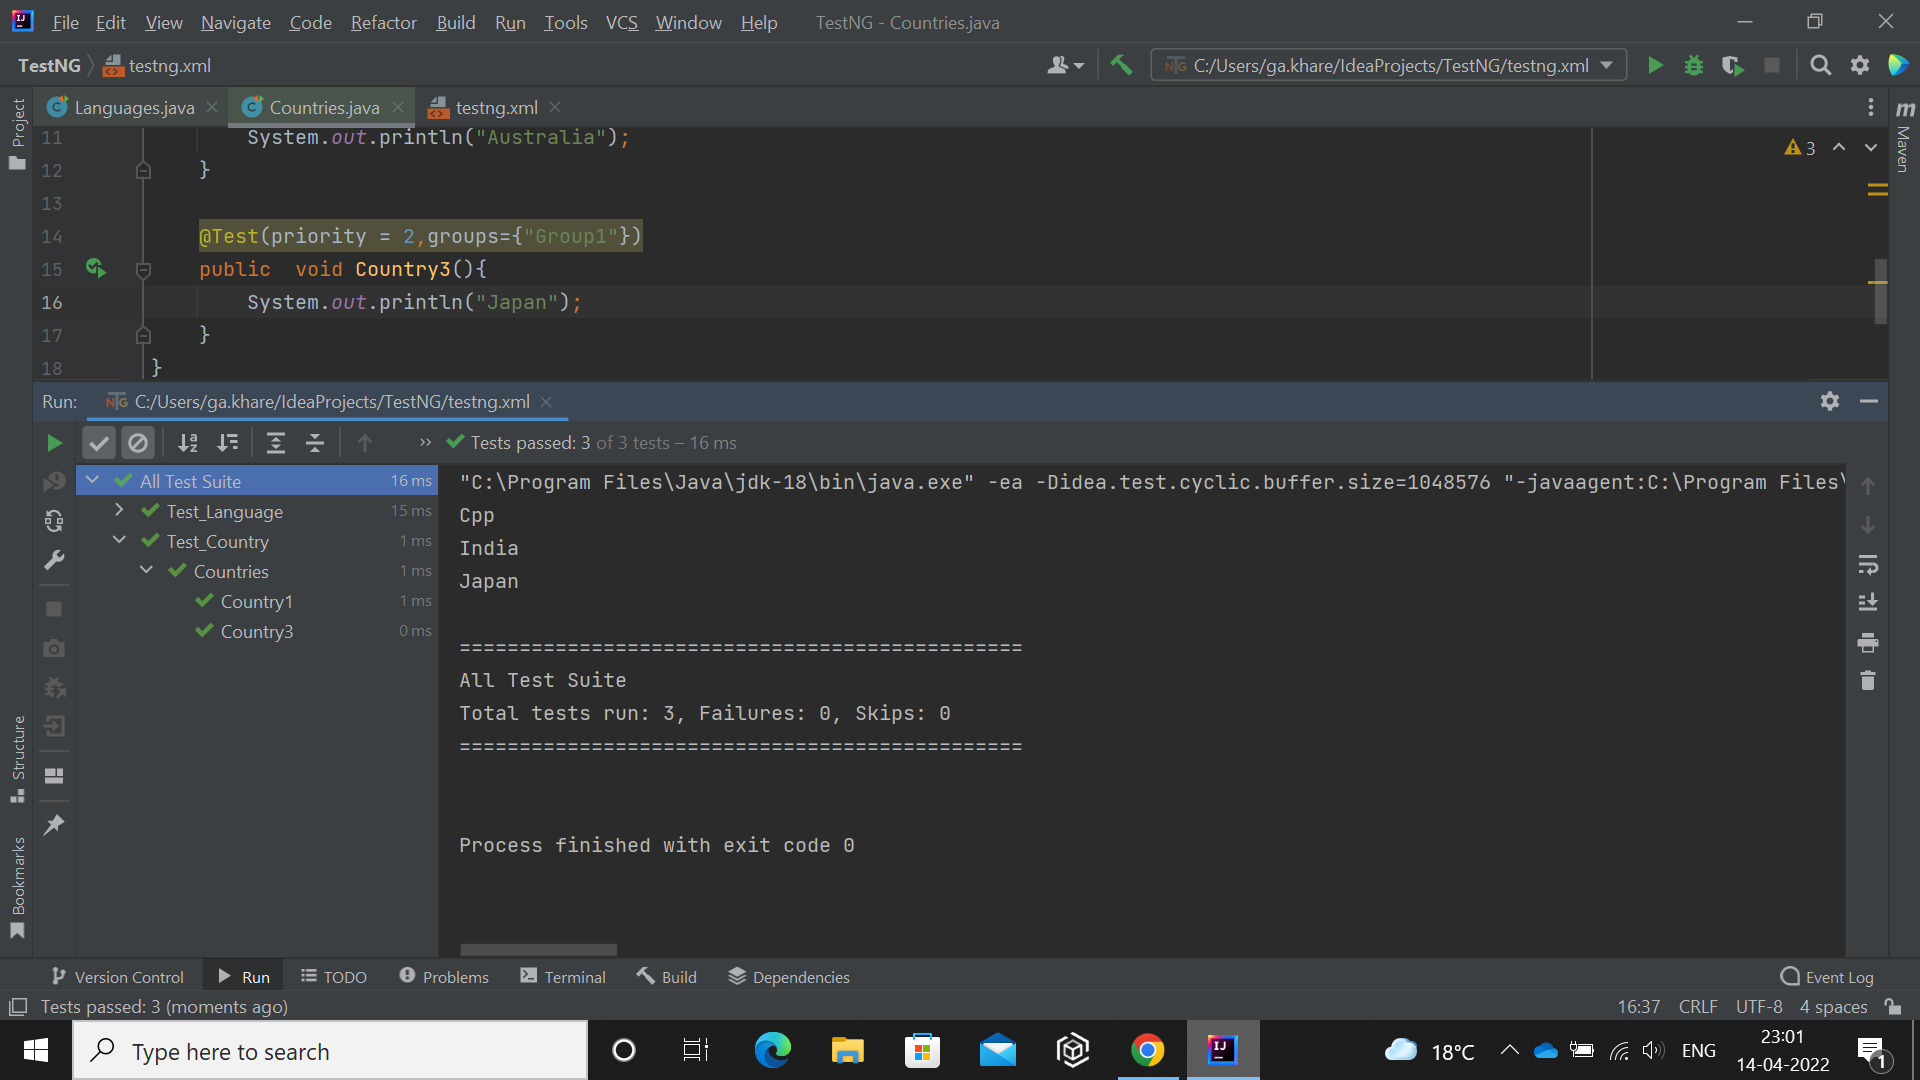 File Edit View Navigate Code Refactor Build Run Tools VCS Window Help TestNG - Countries.java
TestNG testng.xml C:/Users/ga.khare/IdeaProjects/TestNG/testng.xml
Languages.java Countries.java testng.xml
Project
Maven
11 System.out.println("Australia");
3
12 }
13
14 @Test(priority = 2,groups={"Group1"})
15 public  void Country3(){
16 System.out.println("Japan");
17 }
18 }
Run: C:/Users/ga.khare/IdeaProjects/TestNG/testng.xml
Tests passed: 3 of 3 tests – 16 ms
All Test Suite 16 ms
Test_Language 15 ms
Test_Country 1 ms
Countries 1 ms
Country1 1 ms
Country3 0 ms
"C:\Program Files\Java\jdk-18\bin\java.exe" -ea -Didea.test.cyclic.buffer.size=1048576 "-javaagent:C:\Program Files\
Cpp
India
Japan
===============================================
All Test Suite
Total tests run: 3, Failures: 0, Skips: 0
===============================================
Process finished with exit code 0
Structure
Bookmarks
Version Control Run TODO Problems Terminal Build Dependencies Event Log
Tests passed: 3 (moments ago) 16:37 CRLF UTF-8 4 spaces
Type here to search
18°C ENG
23:01
14-04-2022
1